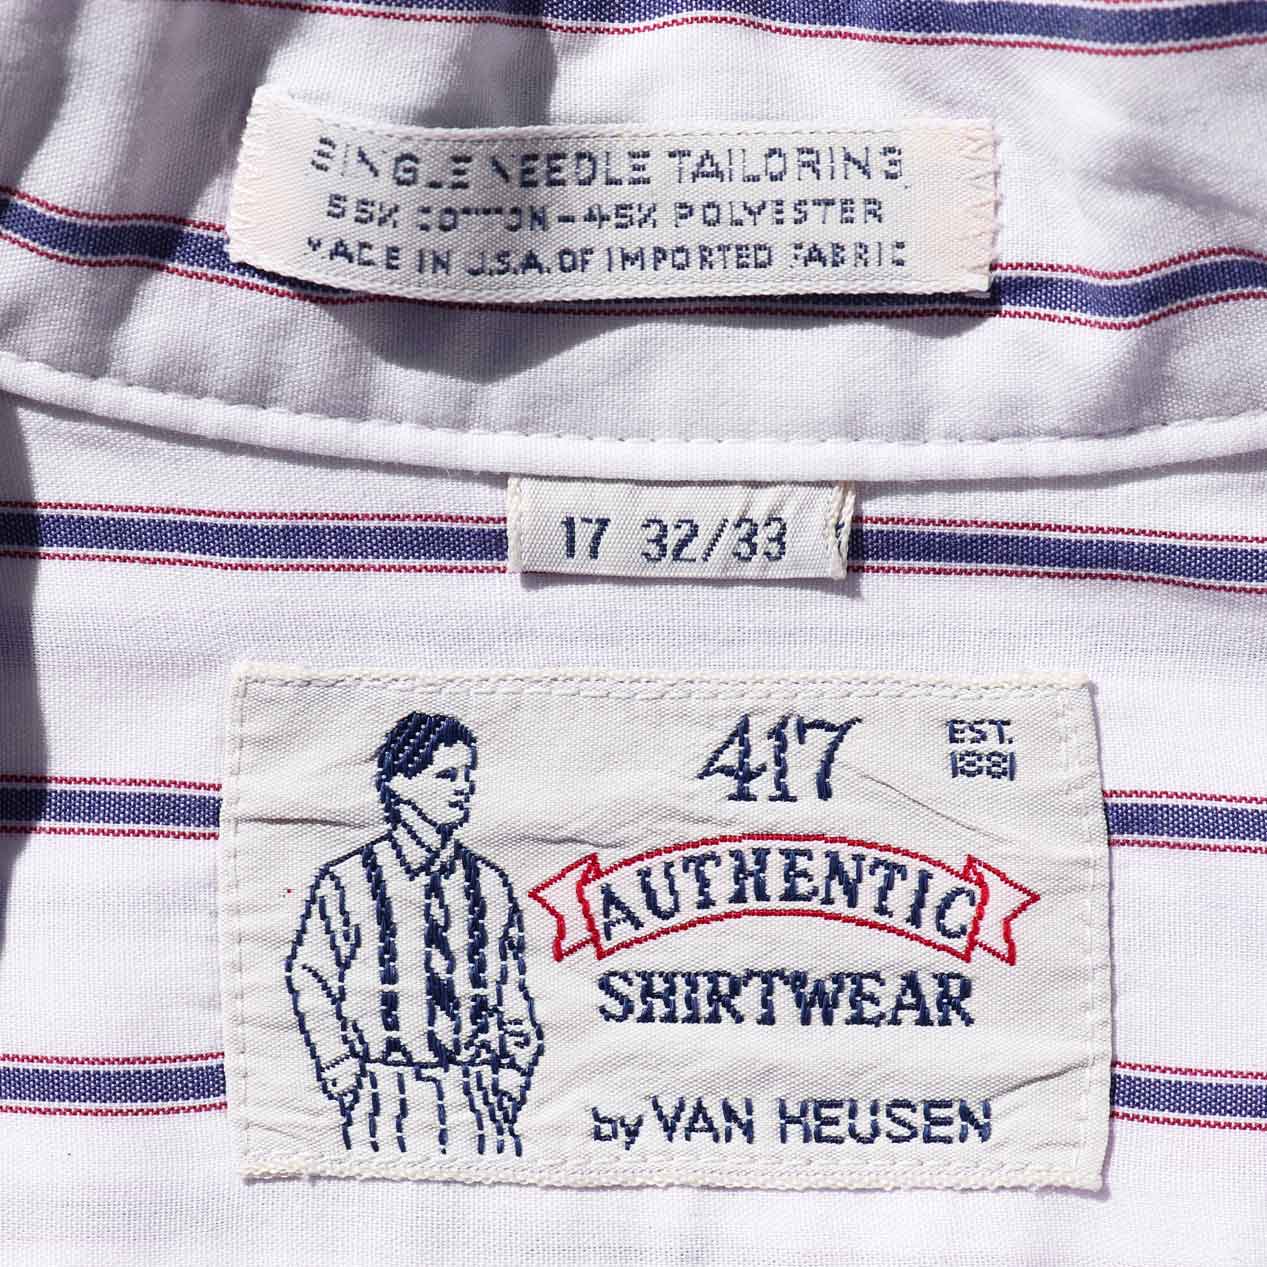 SINGLE NEEDLE TAILORING
55% COTTON-45% POLYESTER
MADE IN U.S.A. OF IMPORTED FABRIC
17 32/33
417
EST.
1881
AUTHENTIC
SHIRTWEAR
by VAN HEUSEN